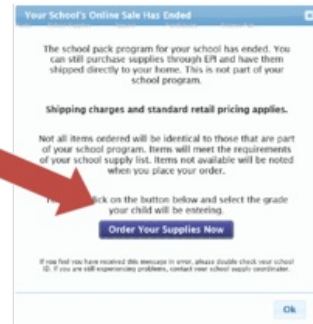 Your School's Online Sale Has Ended
The school pack program for your school has ended. You
can still purchase supplies through EPI and have them
shipped directly to your home. This is not part of your
school program.
Shipping charges and standard retail pricing applies.
Not all items ordered will be identical to those that are part
of your school program. Items will meet the requirements
of your school supply list. Items not available will be noted
when you place your order.
click on the button below and select the grade
your child will be entering.
Order Your Supplies Now
If you feel you have received this message in error, please double check your school
ID. If you are still experiencing problems, contact your school supply coordinator.
Ok